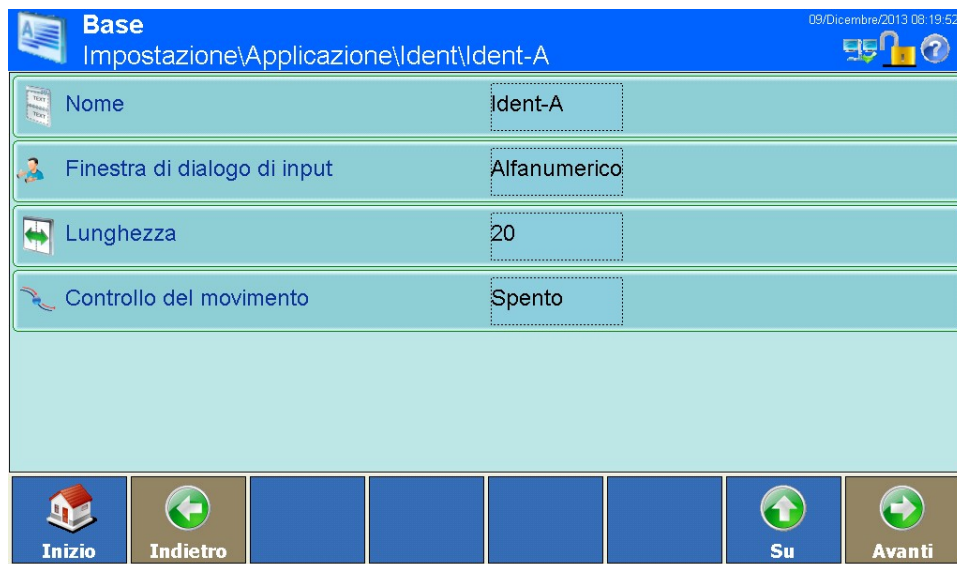 Base
09/Dicembre/2013 08:19:52
Impostazione\Applicazione\Ident\Ident-A
Nome Ident-A
Finestra di dialogo di input Alfanumerico
Lunghezza 20
Controllo del movimento Spento
Inizio Indietro Su Avanti